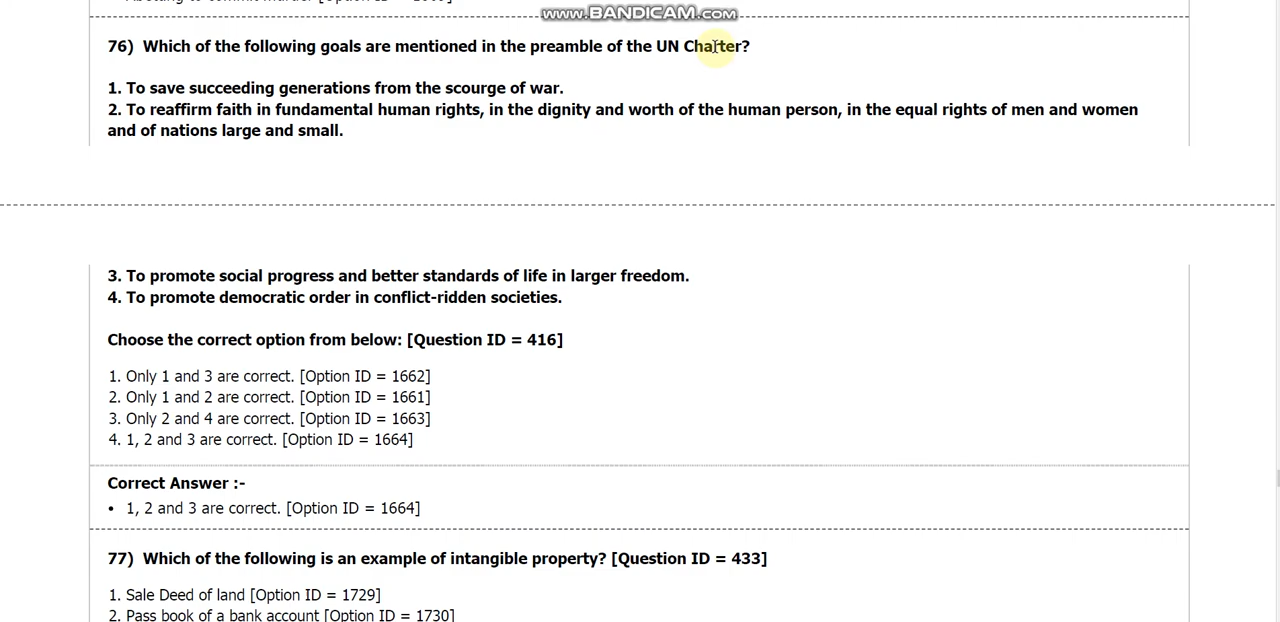 www.BANDICAM.com
76) Which of the following goals are mentioned in the preamble of the UN Charter?
1. To save succeeding generations from the scourge of war.
2. To reaffirm faith in fundamental human rights, in the dignity and worth of the human person, in the equal rights of men and women
and of nations large and small.
3. To promote social progress and better standards of life in larger freedom.
4. To promote democratic order in conflict-ridden societies.
Choose the correct option from below: [Question ID = 416]
1. Only 1 and 3 are correct. [Option ID = 1662]
2. Only 1 and 2 are correct. [Option ID = 1661]
3. Only 2 and 4 are correct. [Option ID = 1663]
4. 1, 2 and 3 are correct. [Option ID = 1664]
Correct Answer :-
• 1, 2 and 3 are correct. [Option ID = 1664]
77) Which of the following is an example of intangible property? [Question ID = 433]
1. Sale Deed of land [Option ID = 1729]
2. Pass book of a bank account [Option ID = 1730]